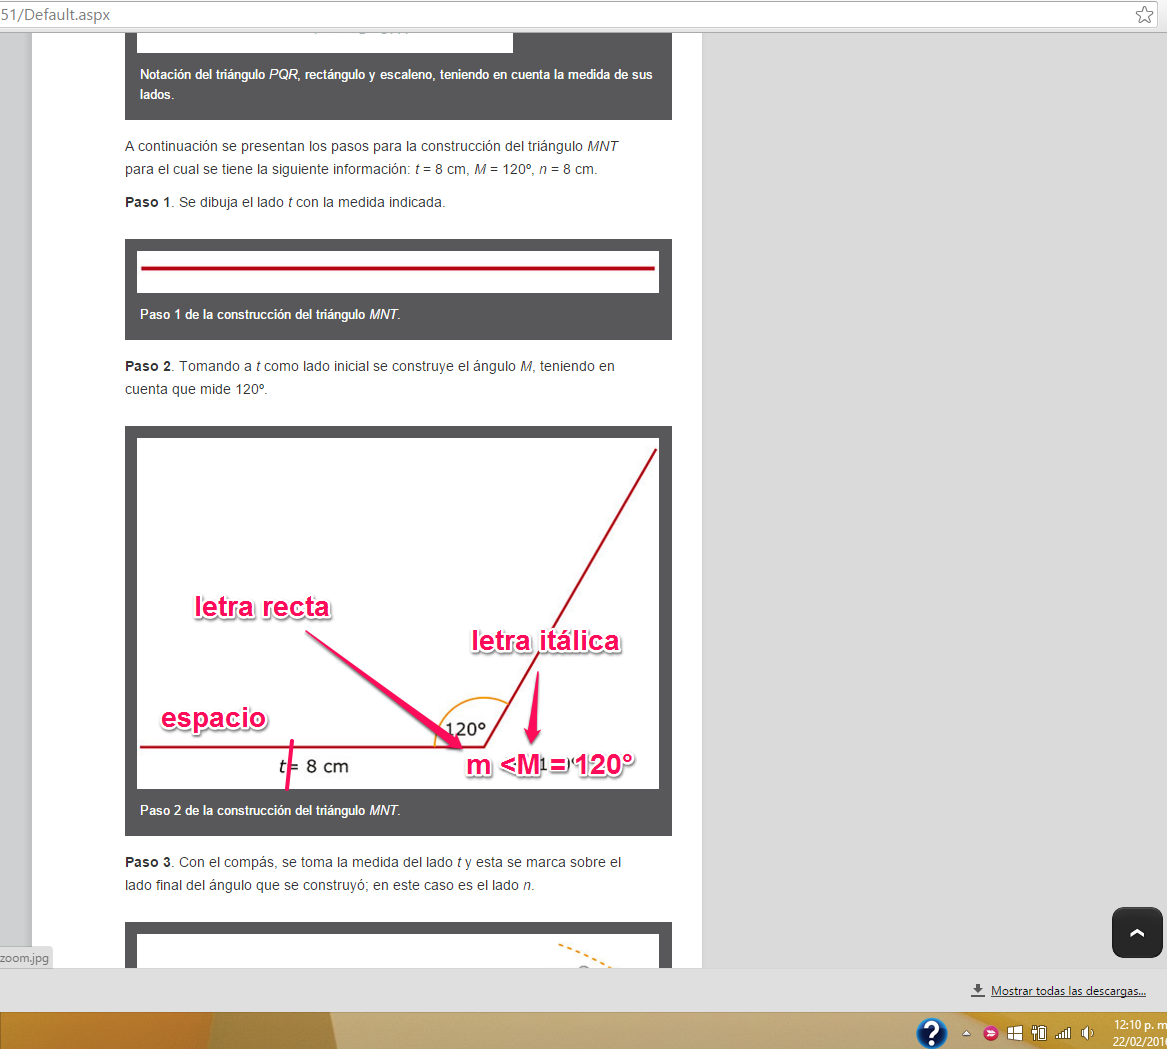 51/Default.aspx
Notación del triángulo PQR, rectángulo y escaleno, teniendo en cuenta la medida de sus
lados.
A continuación se presentan los pasos para la construcción del triángulo MNT
para el cual se tiene la siguiente información: t = 8 cm, M = 120º, n = 8 cm.
Paso 1. Se dibuja el lado t con la medida indicada.
Paso 1 de la construcción del triángulo MNT.
Paso 2. Tomando a t como lado inicial se construye el ángulo M, teniendo en
cuenta que mide 120º.
letra recta
letra itálica
espacio
120º
t= 8 cm
m <M = 120°
Paso 2 de la construcción del triángulo MNT.
Paso 3. Con el compás, se toma la medida del lado t y esta se marca sobre el
lado final del ángulo que se construyó; en este caso es el lado n.
zoom.jpg
Mostrar todas las descargas...
12:10 p. m
22/02/201